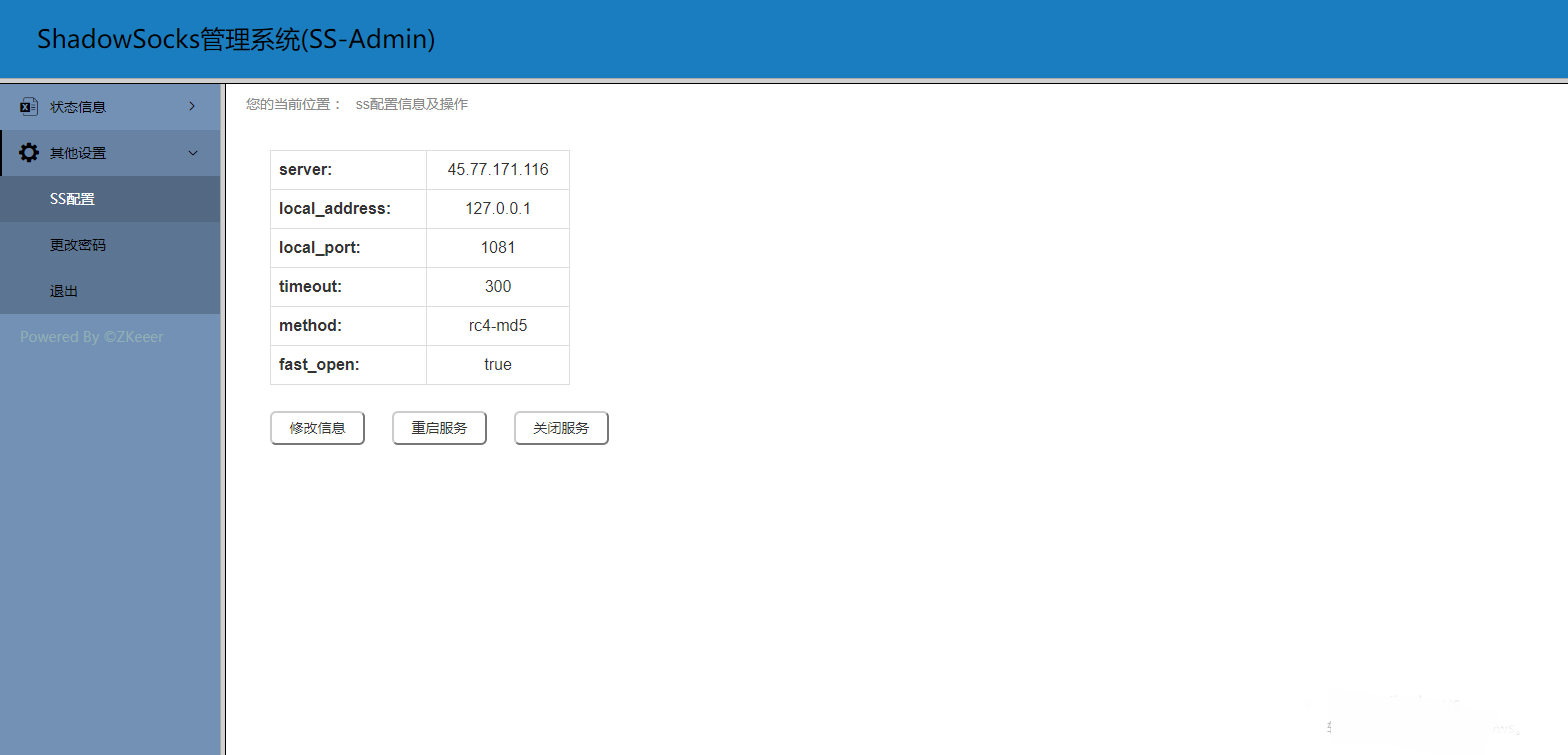 ShadowSocks管理系统(SS-Admin)
状态信息
其他设置
SS配置
更改密码
退出
Powered By ©ZKeeer
您的当前位置： ss配置信息及操作
server: 45.77.171.116
local_address: 127.0.0.1
local_port: 1081
timeout: 300
method: rc4-md5
fast_open: true
修改信息 重启服务 关闭服务